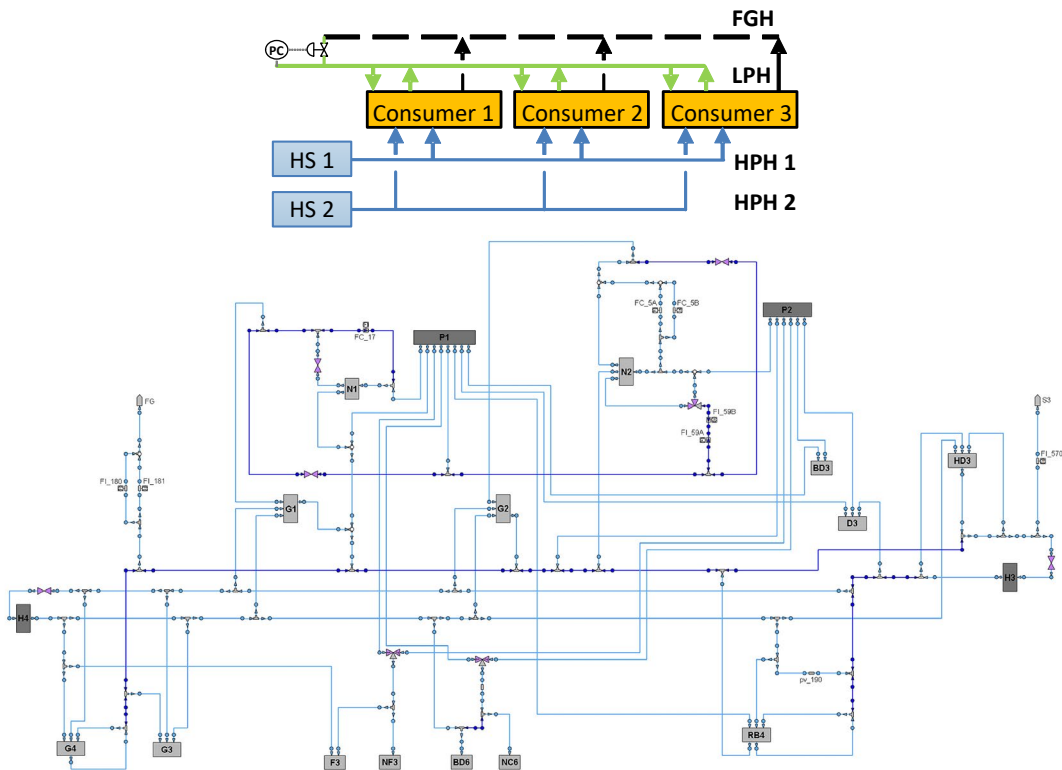 FGH
PC
LPH
Consumer 1
Consumer 2
Consumer 3
HS 1
HPH 1
HS 2
HPH 2
FC_5A
FC_5B
P2
FC_17
P1
N2
N1
FG
S3
FI_59B
FI_59A
HD3
FI_570
BD3
FI_180
FI_181
G1
G2
D3
H3
H4
pv_190
RB4
G4
G3
F3
NF3
BD6
NC6